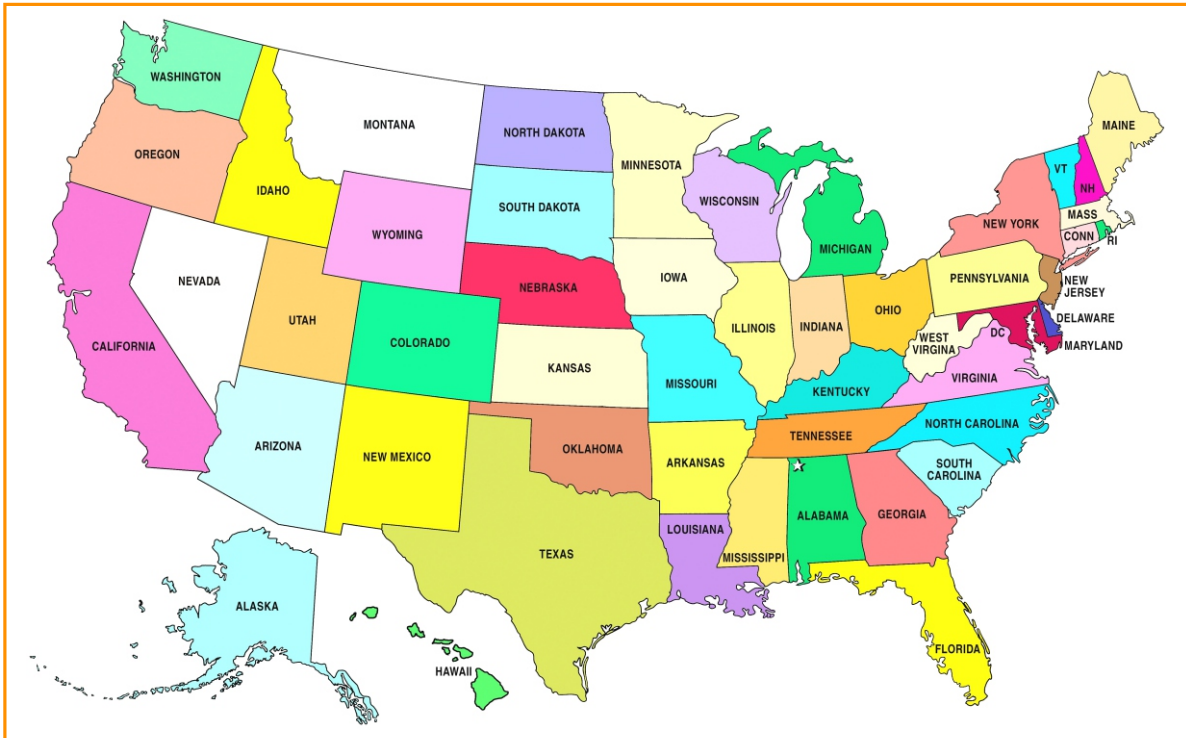 WASHINGTON
MONTANA
NORTH DAKOTA
MINNESOTA
MAINE
OREGON
IDAHO
VT
NH
WISCONSIN
SOUTH DAKOTA
WYOMING
MICHIGAN
NEW YORK
MASS
CONN
RI
NEVADA
NEBRASKA
IOWA
PENNSYLVANIA
NEW
JERSEY
UTAH
COLORADO
ILLINOIS
INDIANA
OHIO
DELAWARE
MARYLAND
DC
WEST
VIRGINA
CALIFORNIA
KANSAS
MISSOURI
KENTUCKY
VIRGINIA
ARIZONA
NEW MEXICO
OKLAHOMA
ARKANSAS
TENNESSEE
NORTH CAROLINA
SOUTH
CAROLINA
TEXAS
LOUISIANA
MISSISSIPPI
ALABAMA
GEORGIA
ALASKA
HAWAII
FLORIDA